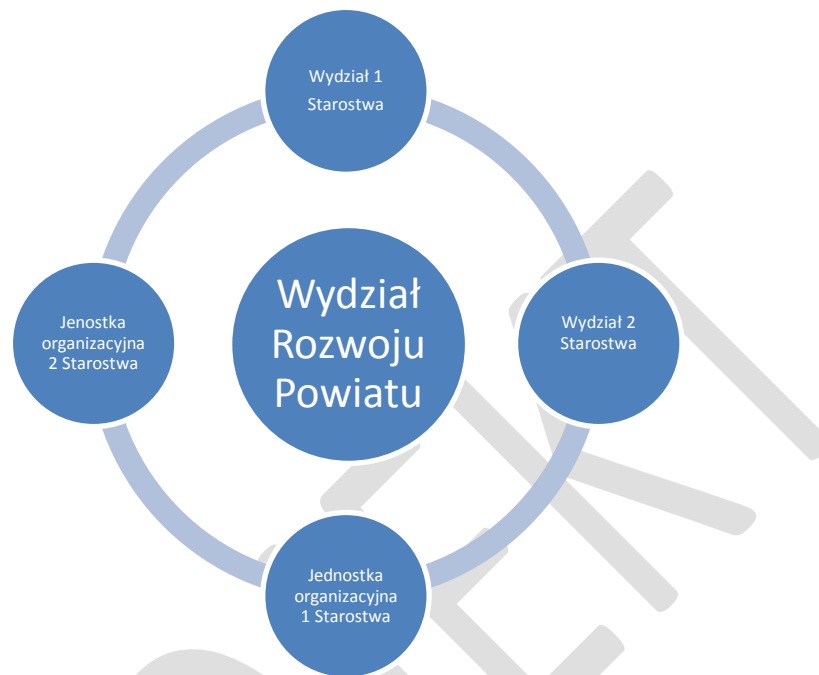 Wydział 1
Starostwa
Wydział
Rozwoju
Powiatu
Jenostka
organizacyjna
2 Starostwa
Wydział 2
Starostwa
Jednostka
organizacyjna
1 Starostwa